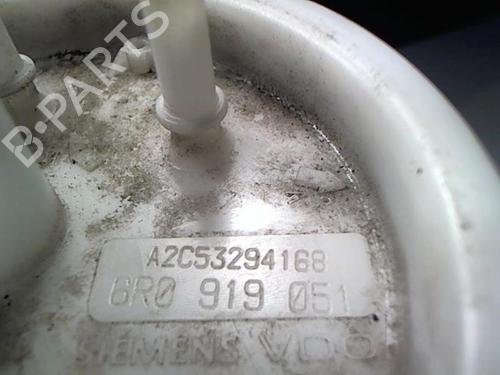 B-PARTS
A2C53294168
6R0 919 051
SIEMENS VDO